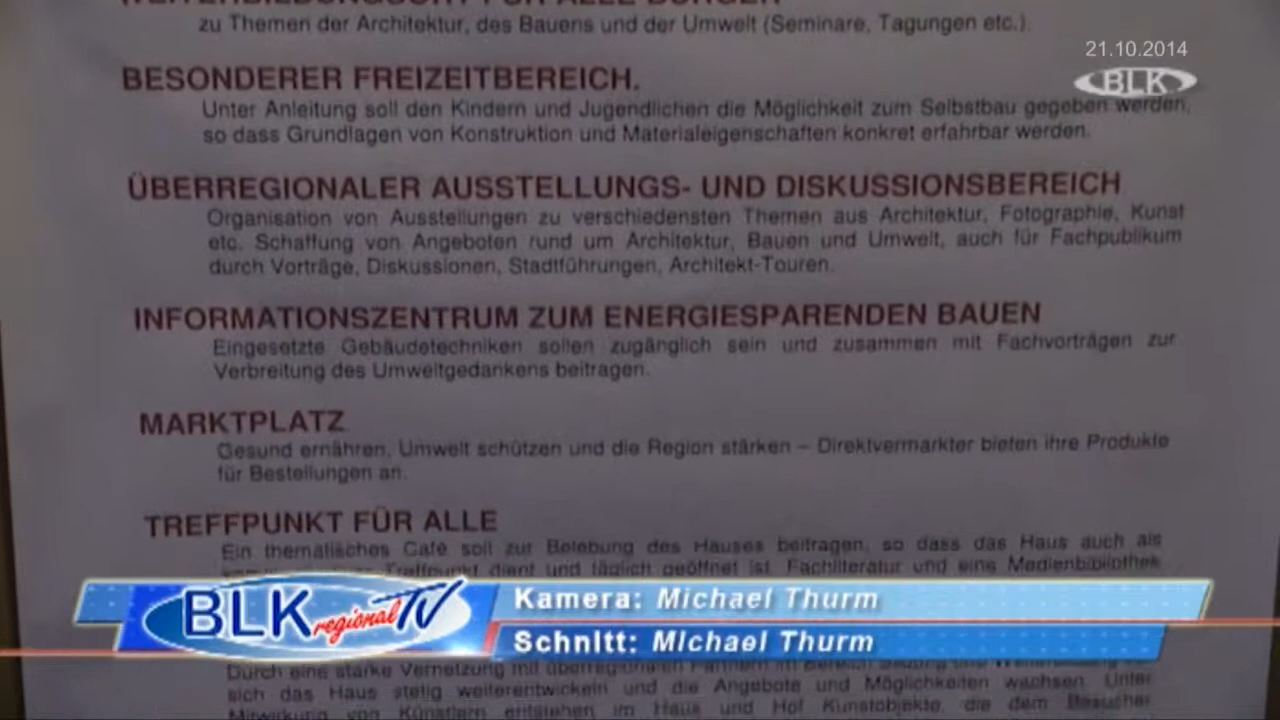 WEITERBILDUNGSORT FÜR ALLE BÜRGER
zu Themen der Architektur, des Bauens und der Umwelt (Seminare, Tagungen etc.).
21.10.2014
BLK
BESONDERER FREIZEITBEREICH.
Unter Anleitung soll den Kindern und Jugendlichen die Möglichkeit zum Selbstbau gegeben werden,
so dass Grundlagen von Konstruktion und Materialeigenschaften konkret erfahrbar werden.
ÜBERREGIONALER AUSSTELLUNGS- UND DISKUSSIONSBEREICH
Organisation von Ausstellungen zu verschiedensten Themen aus Architektur, Fotographie, Kunst
etc. Schaffung von Angeboten rund um Architektur, Bauen und Umwelt, auch für Fachpublikum
durch Vorträge, Diskussionen, Stadtführungen, Architekt-Touren.
INFORMATIONSZENTRUM ZUM ENERGIESPARENDEN BAUEN
Eingesetzte Gebäudetechniken sollen zugänglich sein und zusammen mit Fachvorträgen zur
Verbreitung des Umweltgedankens beitragen.
MARKTPLATZ
Gesund ernähren, Umwelt schützen und die Region stärken – Direktvermarkter bieten ihre Produkte
für Bestellungen an.
TREFFPUNKT FÜR ALLE
Ein thematisches Café soll zur Belebung des Hauses beitragen, so dass das Haus auch als
Treffpunkt dient und täglich geöffnet ist. Fachliteratur und eine Medienbibliothek
BLK regional TV
Kamera: Michael Thurm
Schnitt: Michael Thurm
Durch eine starke Vernetzung mit überregionalen Partnern im Bereich
sich das Haus stetig weiterentwickeln und die Angebote und Möglichkeiten wachsen. Unter
Mitwirkung von Künstlern entstehen im Haus und Hof Kunstobjekte, die dem Besucher